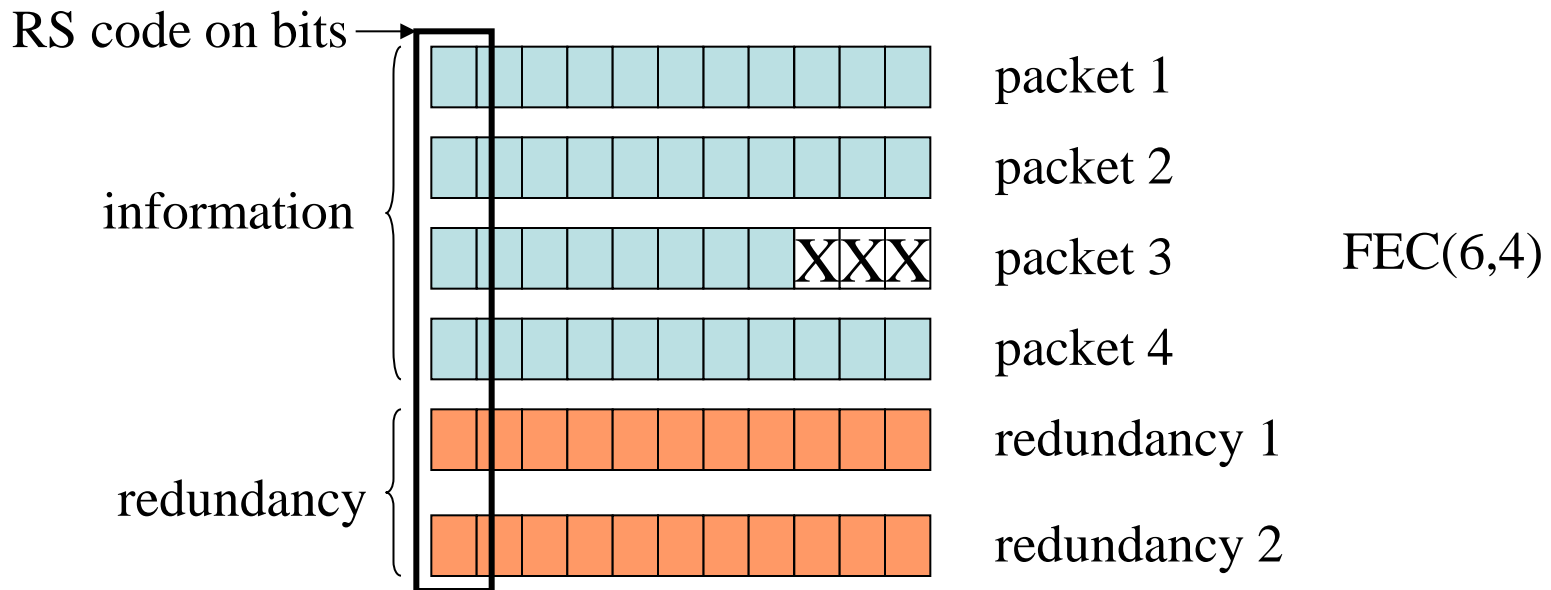 RS code on bits
packet 1
packet 2
information
XXX
packet 3
FEC(6,4)
packet 4
redundancy 1
redundancy
redundancy 2